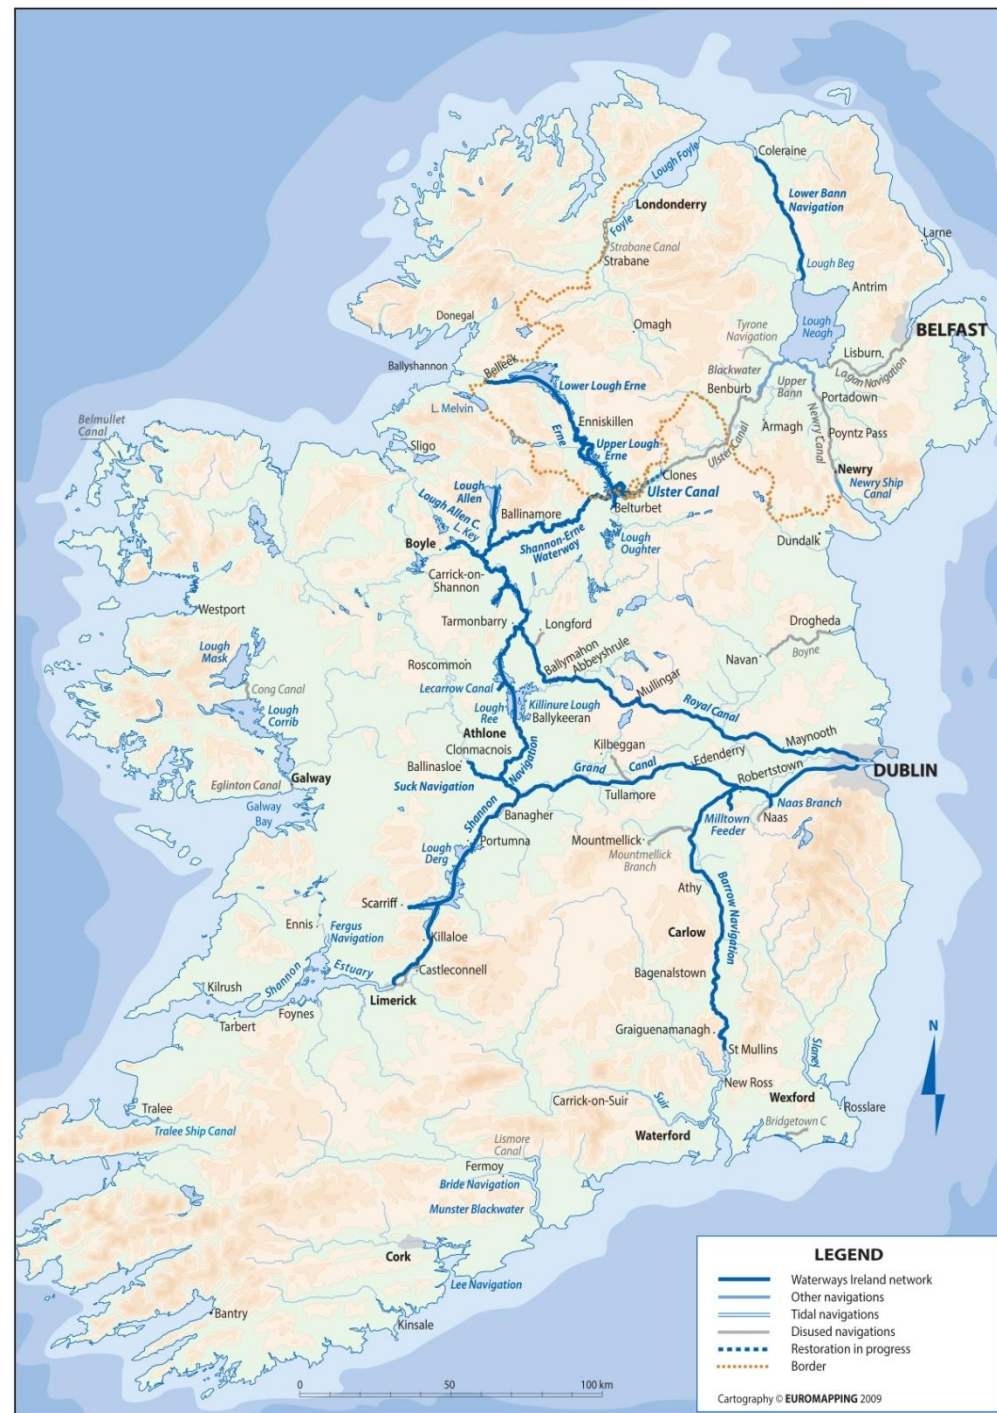 Coleraine
Lough Foyle
Lower Bann
Navigation
Londonderry
Foyle
Larne
Strabane Canal
Strabane
Lough Beg
Antrim
Donegal
Omagh
Tyrone
Navigation
Lough
Neagh
BELFAST
Lisburn
Lagan Navigation
Ballyshannon
Belleek
Lower Lough Erne
Blackwater
Benburb
Upper
Bann
Portadown
L. Melvin
Enniskillen
Erne
Armagh
Newry Canal
Poyntz Pass
Belmullet
Canal
Sligo
Upper Lough
Erne
Ulster Canal
Clones
Newry
Newry Ship
Canal
Lough
Allen
Ulster Canal
Lough Allen C.
Ballinamore
Belturbet
L. Key
Shannon-Erne
Waterway
Lough
Oughter
Dundalk
Boyle
Carrick-on-
Shannon
Westport
Tarmonbarry
Longford
Drogheda
Lough
Mask
Roscommon
Ballymahon
Abbeyshrule
Navan
Boyne
Cong Canal
Lecarrow Canal
Mullingar
Lough
Corrib
Lough
Ree
Killinure Lough
Ballykeeran
Royal Canal
Athlone
Clonmacnois
Kilbeggan
Maynooth
Ballinasloe
Navigation
Edenderry
Grand
Canal
Robertstown
DUBLIN
Galway
Eglinton Canal
Suck Navigation
Tullamore
Naas Branch
Galway
Bay
Shannon
Banagher
Milltown
Feeder
Naas
Portumna
Mountmellick
Mountmellick
Branch
Lough
Derg
Scarriff
Athy
Barrow Navigation
Ennis
Fergus
Navigation
Killaloe
Carlow
Shannon
Estuary
Castleconnell
Bagenalstown
Kilrush
Limerick
Foynes
Tarbert
Graiguenamanagh
St Mullins
N
Slaney
New Ross
Carrick-on-Suir
Suir
Wexford
Rosslare
Tralee
Tralee Ship Canal
Waterford
Bridgetown C
Lismore
Canal
Fermoy
Bride Navigation
Munster Blackwater
Cork
Lee Navigation
Bantry
Kinsale
0
50
100 km
LEGEND
Waterways Ireland network
Other navigations
Tidal navigations
Disused navigations
Restoration in progress
Border
Cartography © EUROMAPPING 2009